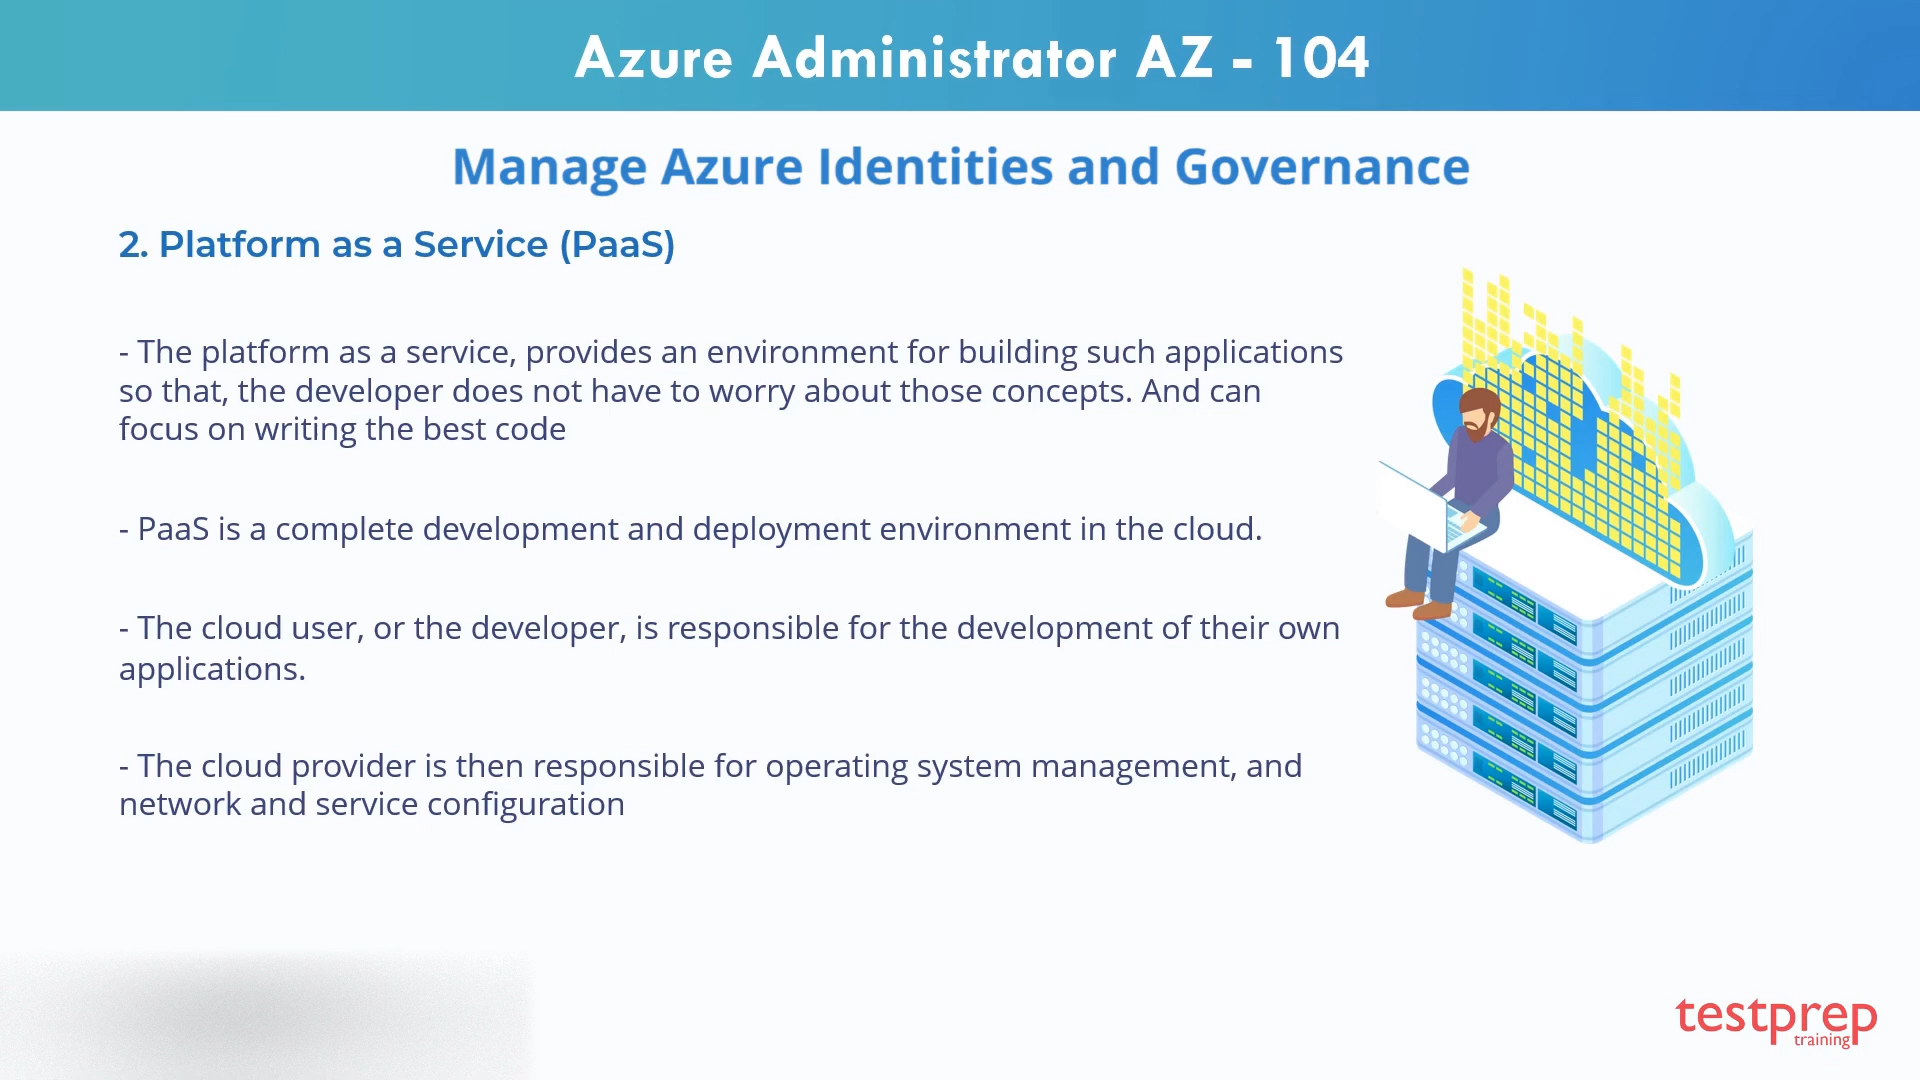 Azure Administrator AZ - 104
Manage Azure Identities and Governance
2. Platform as a Service (PaaS)
- The platform as a service, provides an environment for building such applications
so that, the developer does not have to worry about those concepts. And can
focus on writing the best code
- PaaS is a complete development and deployment environment in the cloud.
- The cloud user, or the developer, is responsible for the development of their own
applications.
- The cloud provider is then responsible for operating system management, and
network and service configuration
testprep
training